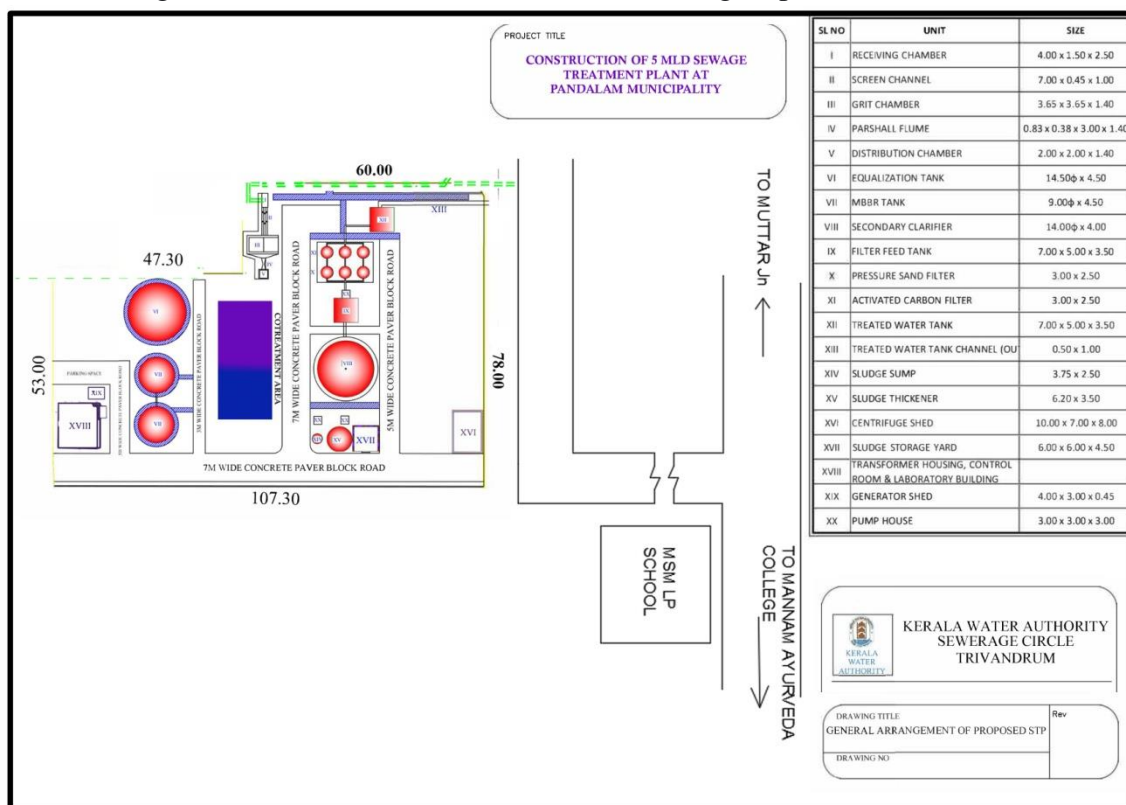 PROJECT TITLE
CONSTRUCTION OF 5 MLD SEWAGE
TREATMENT PLANT AT
PANDALAM MUNICIPALITY
SL NO UNIT SIZE
I RECEIVING CHAMBER 4.00 x 1.50 x 2.50
II SCREEN CHANNEL 7.00 x 0.45 x 1.00
III GRIT CHAMBER 3.65 x 3.65 x 1.40
IV PARSHALL FLUME 0.83 x 0.38 x 3.00 x 1.40
V DISTRIBUTION CHAMBER 2.00 x 2.00 x 1.40
VI EQUALIZATION TANK 14.50ϕ x 4.50
VII MBBR TANK 9.00ϕ x 4.50
VIII SECONDARY CLARIFIER 14.00ϕ x 4.00
IX FILTER FEED TANK 7.00 x 5.00 x 3.50
X PRESSURE SAND FILTER 3.00 x 2.50
XI ACTIVATED CARBON FILTER 3.00 x 2.50
XII TREATED WATER TANK 7.00 x 5.00 x 3.50
XIII TREATED WATER TANK CHANNEL (OU 0.50 x 1.00
XIV SLUDGE SUMP 3.75 x 2.50
XV SLUDGE THICKENER 6.20 x 3.50
XVI CENTRIFUGE SHED 10.00 x 7.00 x 8.00
XVII SLUDGE STORAGE YARD 6.00 x 6.00 x 4.50
XVIII TRANSFORMER HOUSING, CONTROL
ROOM & LABORATORY BUILDING
XIX GENERATOR SHED 4.00 x 3.00 x 0.45
XX PUMP HOUSE 3.00 x 3.00 x 3.00
60.00
XIII
XII
II
III
IV
V
XI
X
XX
IX
47.30
VI
VIII
VII
VII
53.00
78.00
PARKING SPACE
XIX
XVIII
3M WIDE CONCRETE PAVER BLOCK ROAD
COTREATMENT AREA
7M WIDE CONCRETE PAVER BLOCK ROAD
5M WIDE CONCRETE PAVER BLOCK ROAD
XIV
XV
XVII
XVI
7M WIDE CONCRETE PAVER BLOCK ROAD
107.30
TO MUTTAR Jn
MSM LP
SCHOOL
TO MANNAM AYURVEDA
COLLEGE
KERALA
WATER
AUTHORITY
KERALA WATER AUTHORITY
SEWERAGE CIRCLE
TRIVANDRUM
DRAWING TITLE
GENERAL ARRANGEMENT OF PROPOSED STP
DRAWING NO
Rev